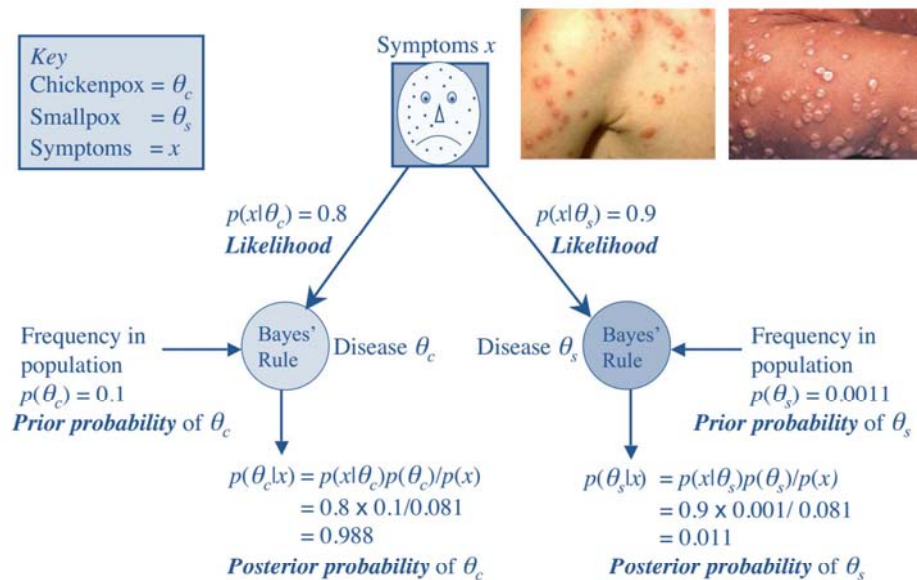 Key
Chickenpox = θc
Smallpox = θs
Symptoms = x
Symptoms x
p(x|θc) = 0.8
Likelihood
p(x|θs) = 0.9
Likelihood
Frequency in
population
p(θc) = 0.1
Prior probability of θc
Bayes’
Rule
Disease θc
Disease θs
Bayes’
Rule
Frequency in
population
p(θs) = 0.0011
Prior probability of θs
p(θc|x) = p(x|θc)p(θc)/p(x)
= 0.8 x 0.1/0.081
= 0.988
Posterior probability of θc
p(θs|x) = p(x|θs)p(θs)/p(x)
= 0.9 x 0.001/ 0.081
= 0.011
Posterior probability of θs